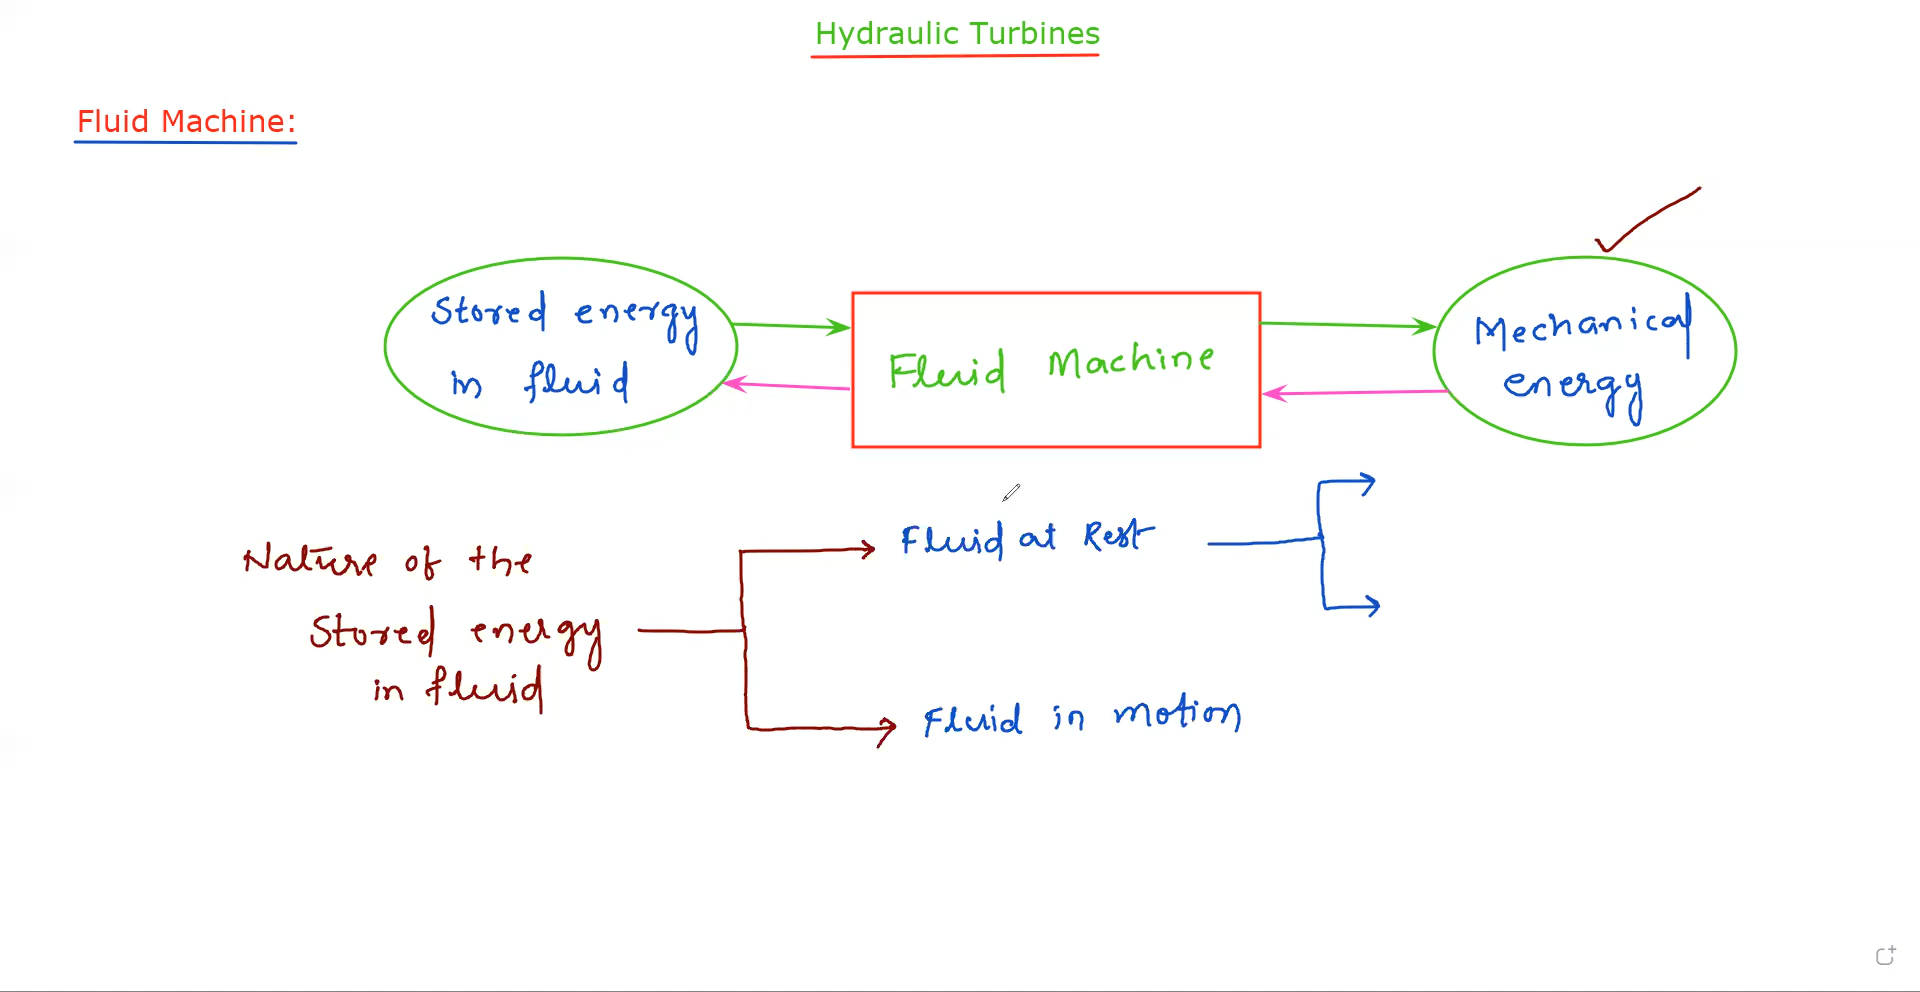 Hydraulic Turbines
Fluid Machine:
Stored energy
in fluid
Fluid Machine
Mechanical
energy
Nature of the
Stored energy
in fluid
Fluid at Rest
Fluid in motion